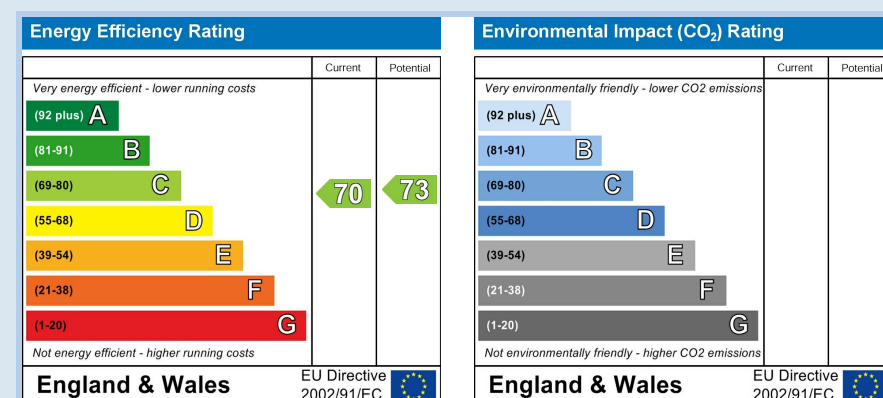 Energy Efficiency Rating
Current Potential
Very energy efficient - lower running costs
(92 plus) A
(81-91) B
(69-80) C
70 73
(55-68) D
(39-54) E
(21-38) F
(1-20) G
Not energy efficient - higher running costs
England & Wales
EU Directive
2002/91/EC
Environmental Impact (CO₂) Rating
Current Potential
Very environmentally friendly - lower CO2 emissions
(92 plus) A
(81-91) B
(69-80) C
(55-68) D
(39-54) E
(21-38) F
(1-20) G
Not environmentally friendly - higher CO2 emissions
England & Wales
EU Directive
2002/91/EC